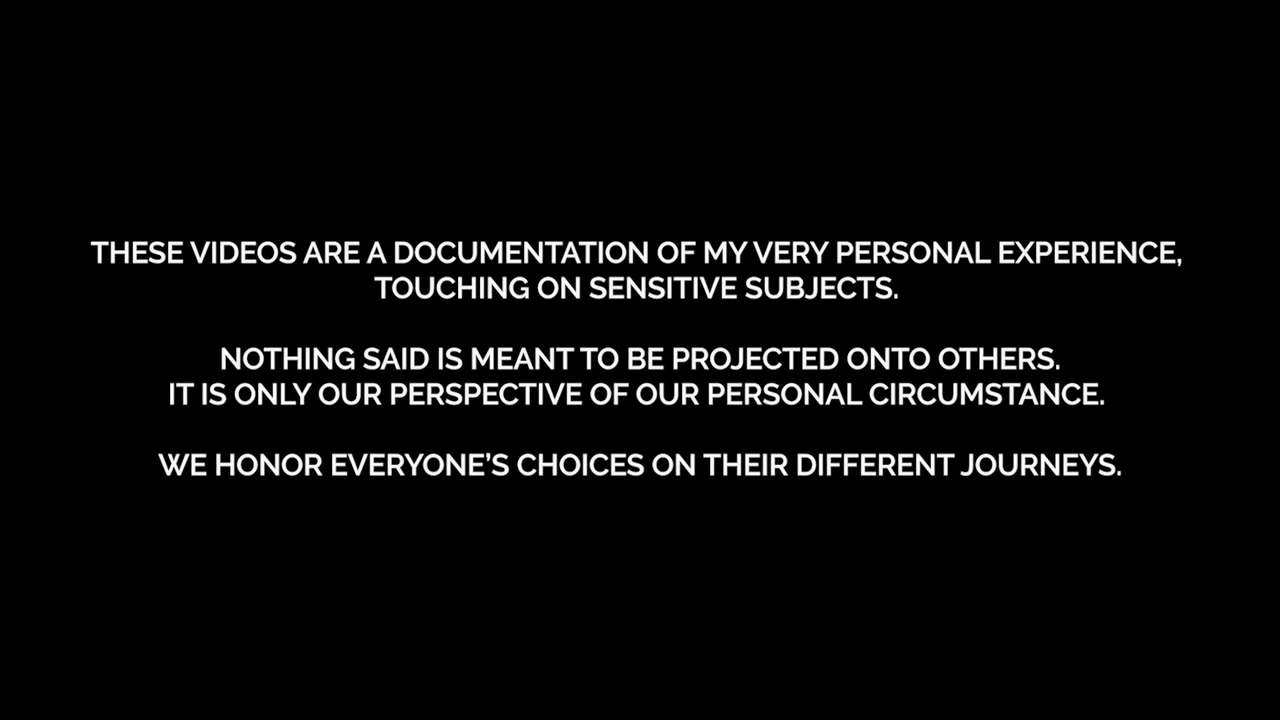 THESE VIDEOS ARE A DOCUMENTATION OF MY VERY PERSONAL EXPERIENCE,
TOUCHING ON SENSITIVE SUBJECTS.
NOTHING SAID IS MEANT TO BE PROJECTED ONTO OTHERS.
IT IS ONLY OUR PERSPECTIVE OF OUR PERSONAL CIRCUMSTANCE.
WE HONOR EVERYONE’S CHOICES ON THEIR DIFFERENT JOURNEYS.